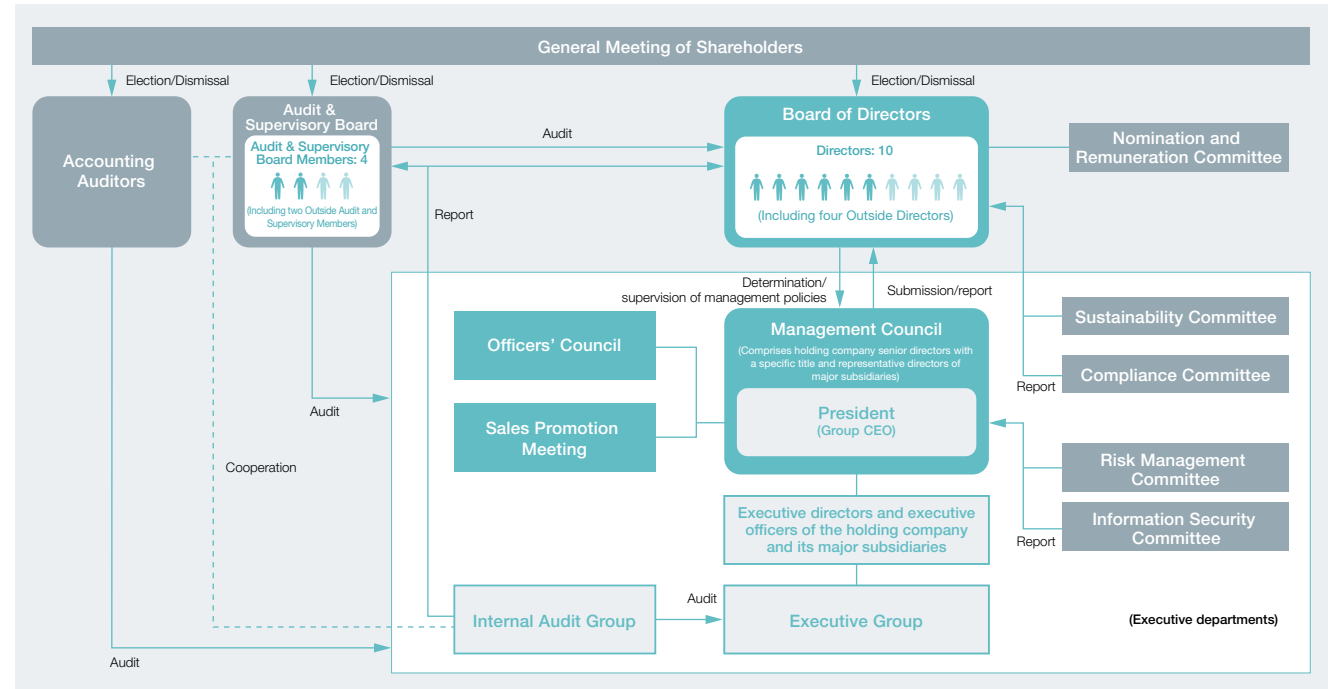 General Meeting of Shareholders
Election/Dismissal
Election/Dismissal
Election/Dismissal
Accounting
Auditors
Audit &
Supervisory Board
Audit & Supervisory
Board Members: 4
(Including two Outside Audit and
Supervisory Members)
Audit
Report
Board of Directors
Directors: 10
(Including four Outside Directors)
Nomination and
Remuneration Committee
Determination/
supervision of management policies
Submission/report
Officers’ Council
Sales Promotion
Meeting
Management Council
(Comprises holding company senior directors with
a specific title and representative directors of
major subsidiaries)
President
(Group CEO)
Sustainability Committee
Compliance Committee
Report
Risk Management
Committee
Information Security
Committee
Report
Audit
Cooperation
Executive directors and executive
officers of the holding company
and its major subsidiaries
Internal Audit Group
Audit
Executive Group
(Executive departments)
Audit